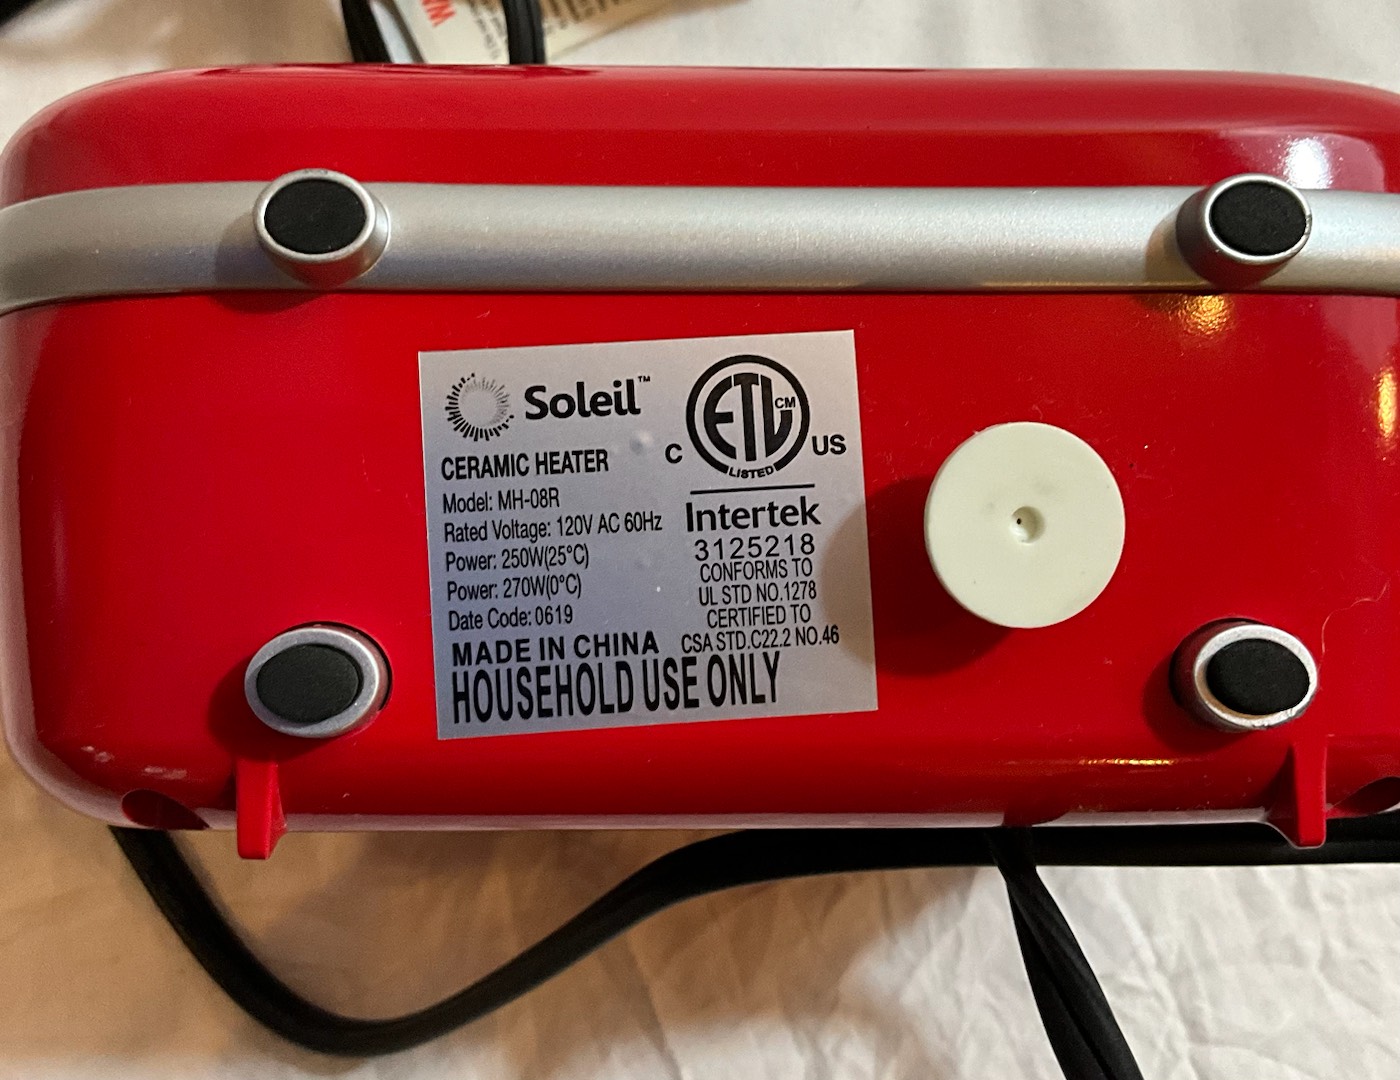 Soleil™
CERAMIC HEATER
Model: MH-08R
Rated Voltage: 120V AC 60Hz
Power: 250W(25°C)
Power: 270W(0°C)
Date Code: 0619
MADE IN CHINA
HOUSEHOLD USE ONLY
ETL CM
LISTED
C US
Intertek
3125218
CONFORMS TO
UL STD NO.1278
CERTIFIED TO
CSA STD.C22.2 NO.46